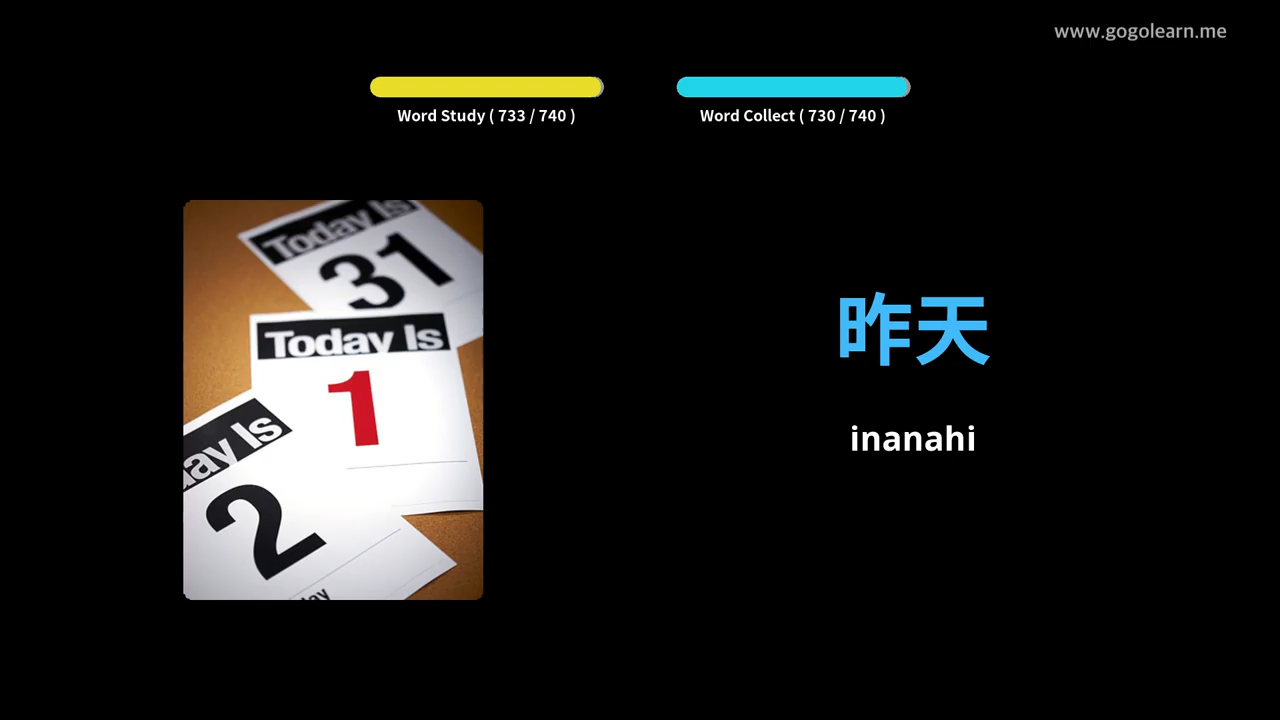 www.gogolearn.me
Word Study ( 733 / 740 )
Word Collect ( 730 / 740 )
Today Is
31
Today Is
1
day Is
2
昨天
inanahi